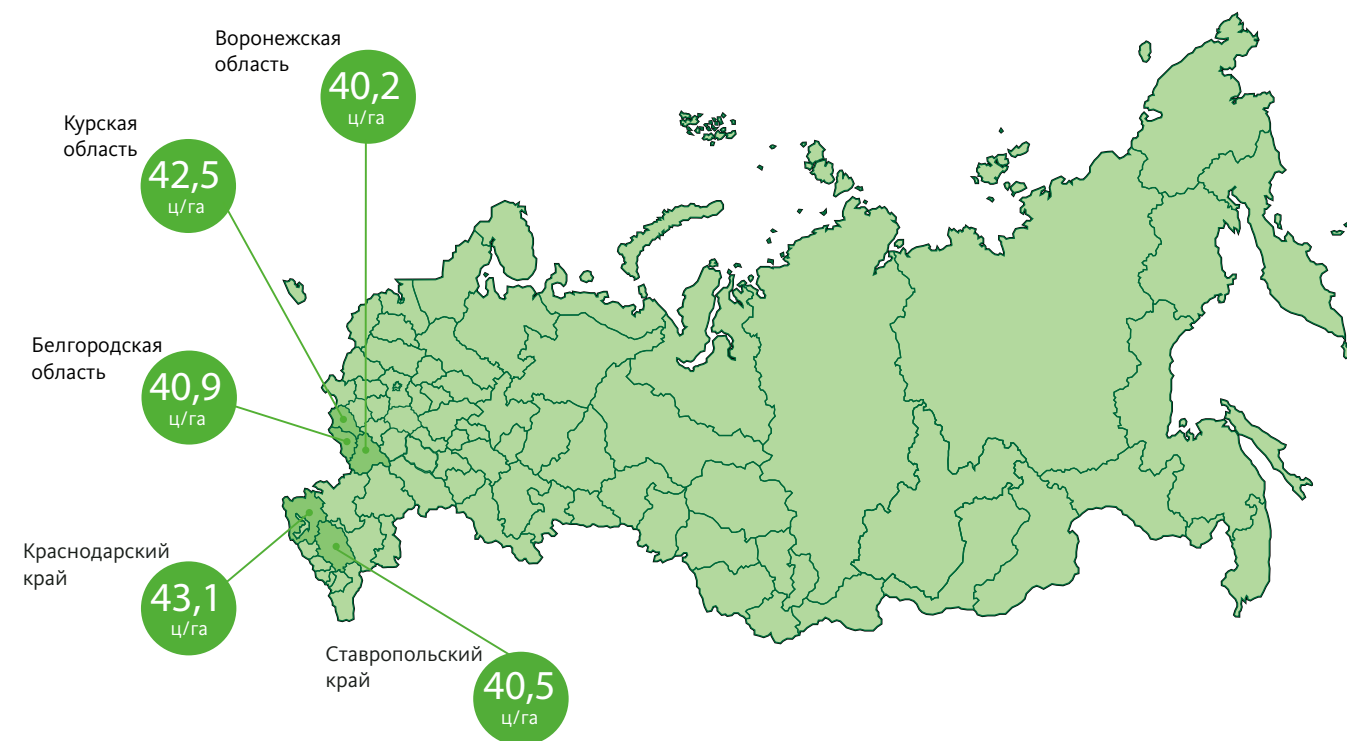 Воронежская
область
40,2
ц/га
Курская
область
42,5
ц/га
Белгородская
область
40,9
ц/га
Краснодарский
край
43,1
ц/га
Ставропольский
край
40,5
ц/га